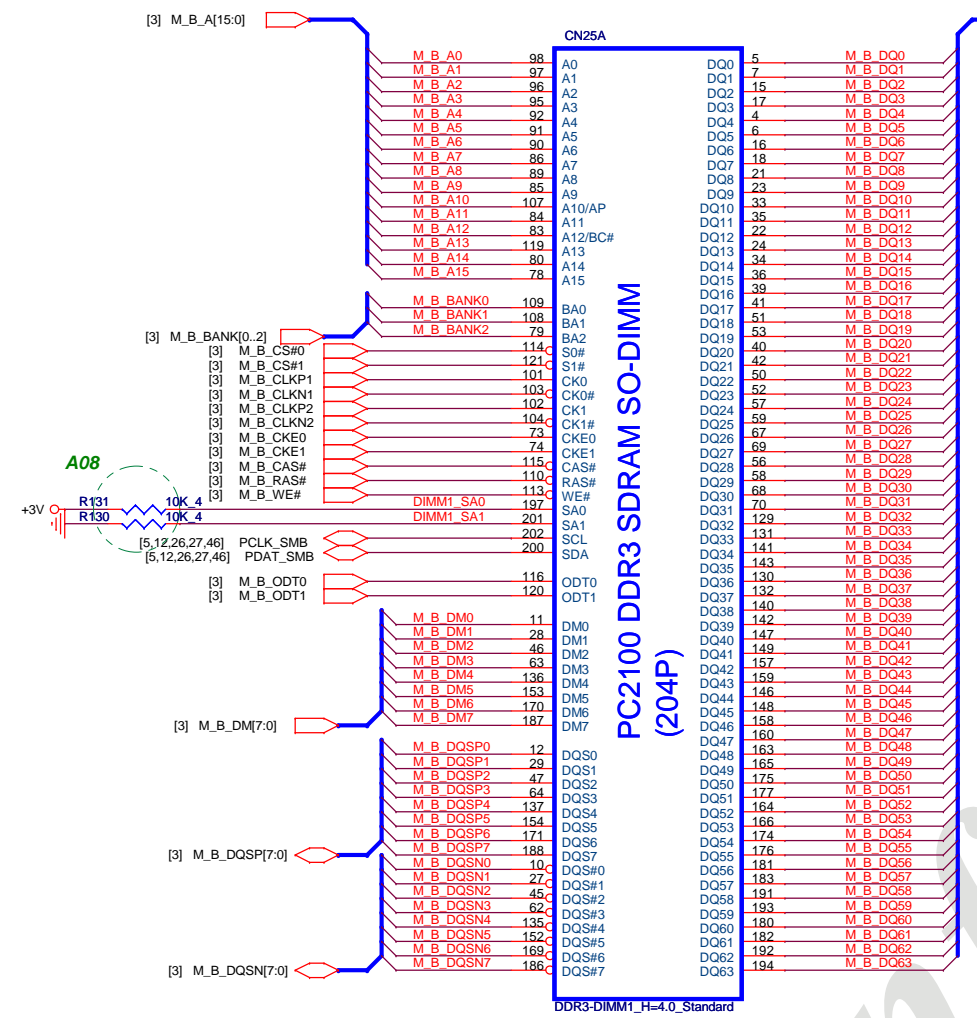 [3] M_B_A[15:0]
CN25A
M_B_A0 98 A0 DQ0 5 M_B_DQ0
M_B_A1 97 A1 DQ1 7 M_B_DQ1
M_B_A2 96 A2 DQ2 15 M_B_DQ2
M_B_A3 95 A3 DQ3 17 M_B_DQ3
M_B_A4 92 A4 DQ4 4 M_B_DQ4
M_B_A5 91 A5 DQ5 6 M_B_DQ5
M_B_A6 90 A6 DQ6 16 M_B_DQ6
M_B_A7 86 A7 DQ7 18 M_B_DQ7
M_B_A8 89 A8 DQ8 21 M_B_DQ8
M_B_A9 85 A9 DQ9 23 M_B_DQ9
M_B_A10 107 A10/AP DQ10 33 M_B_DQ10
M_B_A11 84 A11 DQ11 35 M_B_DQ11
M_B_A12 83 A12/BC# DQ12 22 M_B_DQ12
M_B_A13 119 A13 DQ13 24 M_B_DQ13
M_B_A14 80 A14 DQ14 34 M_B_DQ14
M_B_A15 78 A15 DQ15 36 M_B_DQ15
DQ16 39 M_B_DQ16
M_B_BANK0 109 BA0 DQ17 41 M_B_DQ17
M_B_BANK1 108 BA1 DQ18 51 M_B_DQ18
[3] M_B_BANK[0..2] M_B_BANK2 79 BA2 DQ19 53 M_B_DQ19
[3] M_B_CS#0 114 S0# DQ20 40 M_B_DQ20
[3] M_B_CS#1 121 S1# DQ21 42 M_B_DQ21
[3] M_B_CLKP1 101 CK0 DQ22 50 M_B_DQ22
[3] M_B_CLKN1 103 CK0# DQ23 52 M_B_DQ23
[3] M_B_CLKP2 102 CK1 DQ24 57 M_B_DQ24
[3] M_B_CLKN2 104 CK1# DQ25 59 M_B_DQ25
[3] M_B_CKE0 73 CKE0 DQ26 67 M_B_DQ26
[3] M_B_CKE1 74 CKE1 DQ27 69 M_B_DQ27
[3] M_B_CAS# 115 CAS# DQ28 56 M_B_DQ28
[3] M_B_RAS# 110 RAS# DQ29 58 M_B_DQ29
[3] M_B_WE# 113 WE# DQ30 68 M_B_DQ30
A08
+3V R131 10K_4 DIMM1_SA0 197 SA0 DQ31 70 M_B_DQ31
R130 10K_4 DIMM1_SA1 201 SA1 DQ32 129 M_B_DQ32
[5,12,26,27,46] PCLK_SMB 202 SCL DQ33 131 M_B_DQ33
[5,12,26,27,46] PDAT_SMB 200 SDA DQ34 141 M_B_DQ34
DQ35 143 M_B_DQ35
[3] M_B_ODT0 116 ODT0 DQ36 130 M_B_DQ36
[3] M_B_ODT1 120 ODT1 DQ37 132 M_B_DQ37
DQ38 140 M_B_DQ38
M_B_DM0 11 DM0 DQ39 142 M_B_DQ39
M_B_DM1 28 DM1 DQ40 147 M_B_DQ40
M_B_DM2 46 DM2 DQ41 149 M_B_DQ41
M_B_DM3 63 DM3 DQ42 157 M_B_DQ42
M_B_DM4 136 DM4 DQ43 159 M_B_DQ43
M_B_DM5 153 DM5 DQ44 146 M_B_DQ44
M_B_DM6 170 DM6 DQ45 148 M_B_DQ45
[3] M_B_DM[7:0] M_B_DM7 187 DM7 DQ46 158 M_B_DQ46
DQ47 160 M_B_DQ47
M_B_DQSP0 12 DQS0 DQ48 163 M_B_DQ48
M_B_DQSP1 29 DQS1 DQ49 165 M_B_DQ49
M_B_DQSP2 47 DQS2 DQ50 175 M_B_DQ50
M_B_DQSP3 64 DQS3 DQ51 177 M_B_DQ51
M_B_DQSP4 137 DQS4 DQ52 164 M_B_DQ52
M_B_DQSP5 154 DQS5 DQ53 166 M_B_DQ53
M_B_DQSP6 171 DQS6 DQ54 174 M_B_DQ54
[3] M_B_DQSP[7:0] M_B_DQSP7 188 DQS7 DQ55 176 M_B_DQ55
M_B_DQSN0 10 DQS#0 DQ56 181 M_B_DQ56
M_B_DQSN1 27 DQS#1 DQ57 183 M_B_DQ57
M_B_DQSN2 45 DQS#2 DQ58 191 M_B_DQ58
M_B_DQSN3 62 DQS#3 DQ59 193 M_B_DQ59
M_B_DQSN4 135 DQS#4 DQ60 180 M_B_DQ60
M_B_DQSN5 152 DQS#5 DQ61 182 M_B_DQ61
M_B_DQSN6 169 DQS#6 DQ62 192 M_B_DQ62
[3] M_B_DQSN[7:0] M_B_DQSN7 186 DQS#7 DQ63 194 M_B_DQ63
PC2100 DDR3 SDRAM SO-DIMM
(204P)
DDR3-DIMM1_H=4.0_Standard